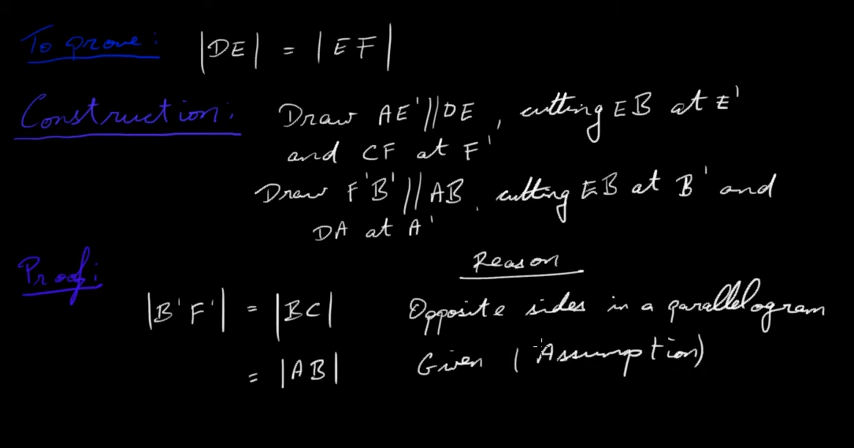 To prove: |DE| = |EF|
Construction: Draw AE'//DE, cutting EB at E'
and CF at F'
Draw F'B'//AB, cutting EB at B' and
DA at A'
Proof: Reason
|B'F'| = |BC| Opposite sides in a parallelogram
= |AB| Given (Assumption)